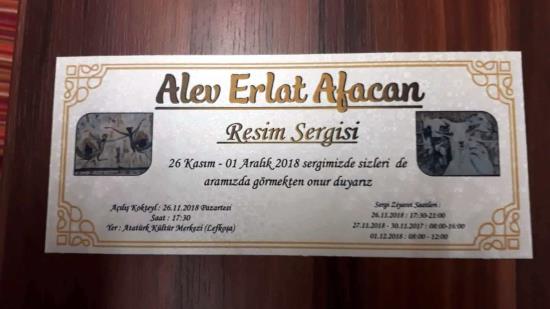 Alev Erlat Afacan
Resim Sergisi
26 Kasım - 01 Aralık 2018 sergimizde sizleri de
aramızda görmekten onur duyarız
Açılış Kokteyl : 26.11.2018 Pazartesi
Saat : 17:30
Yer : Atatürk Kültür Merkezi (Lefkoşa)
Sergi Ziyaret Saatleri :
26.11.2018 : 17:30-21:00
27.11.2018 - 30.11.2017 : 08:00-16:00
01.12.2018 : 08:00 - 12:00